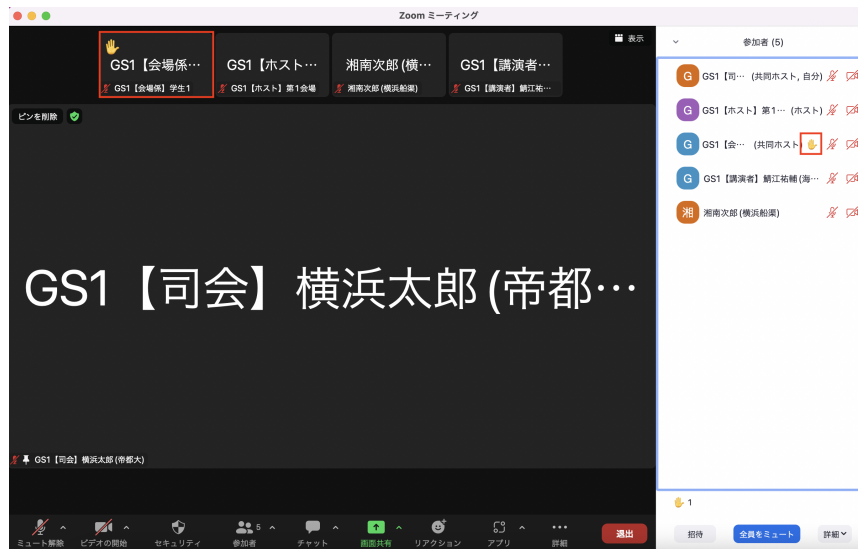 Zoom ミーティング
表示
GS1【会場係…
GS1【会場係】学生1
GS1【ホスト…
GS1【ホスト】第1会場
湘南次郎 (横…
湘南次郎 (横浜船渠)
GS1【講演者…
GS1【講演者】鯖江祐…
ピンを削除
GS1【司会】横浜太郎 (帝都…
GS1【司会】横浜太郎(帝都大)
ミュート解除
ビデオの開始
セキュリティ
5
参加者
チャット
画面共有
リアクション
アプリ
詳細
退出
参加者 (5)
G GS1【司… (共同ホスト, 自分)
G GS1【ホスト】第1… (ホスト)
G GS1【会… (共同ホスト
G GS1【講演者】鯖江祐輔 (海…
湘 湘南次郎 (横浜船渠)
1
招待
全員をミュート
詳細